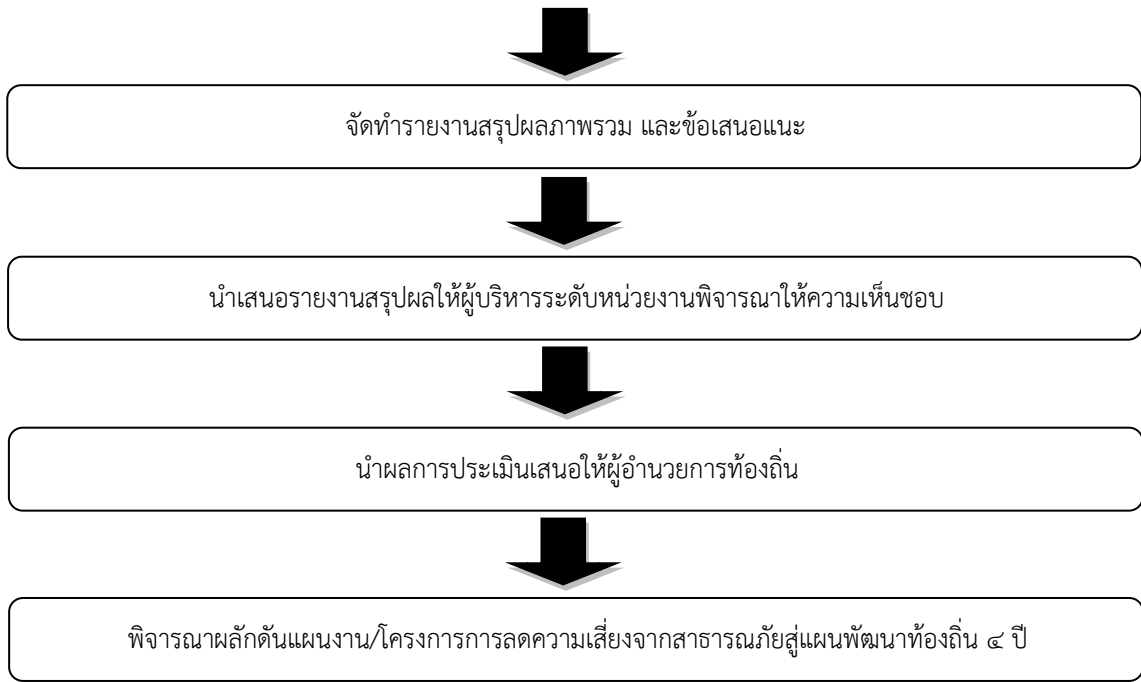 จัดทำรายงานสรุปผลภาพรวม และข้อเสนอแนะ
นำเสนอรายงานสรุปผลให้ผู้บริหารระดับหน่วยงานพิจารณาให้ความเห็นชอบ
นำผลการประเมินเสนอให้ผู้อำนวยการท้องถิ่น
พิจารณาผลักดันแผนงาน/โครงการการลดความเสี่ยงจากสาธารณภัยสู่แผนพัฒนาท้องถิ่น ๔ ปี